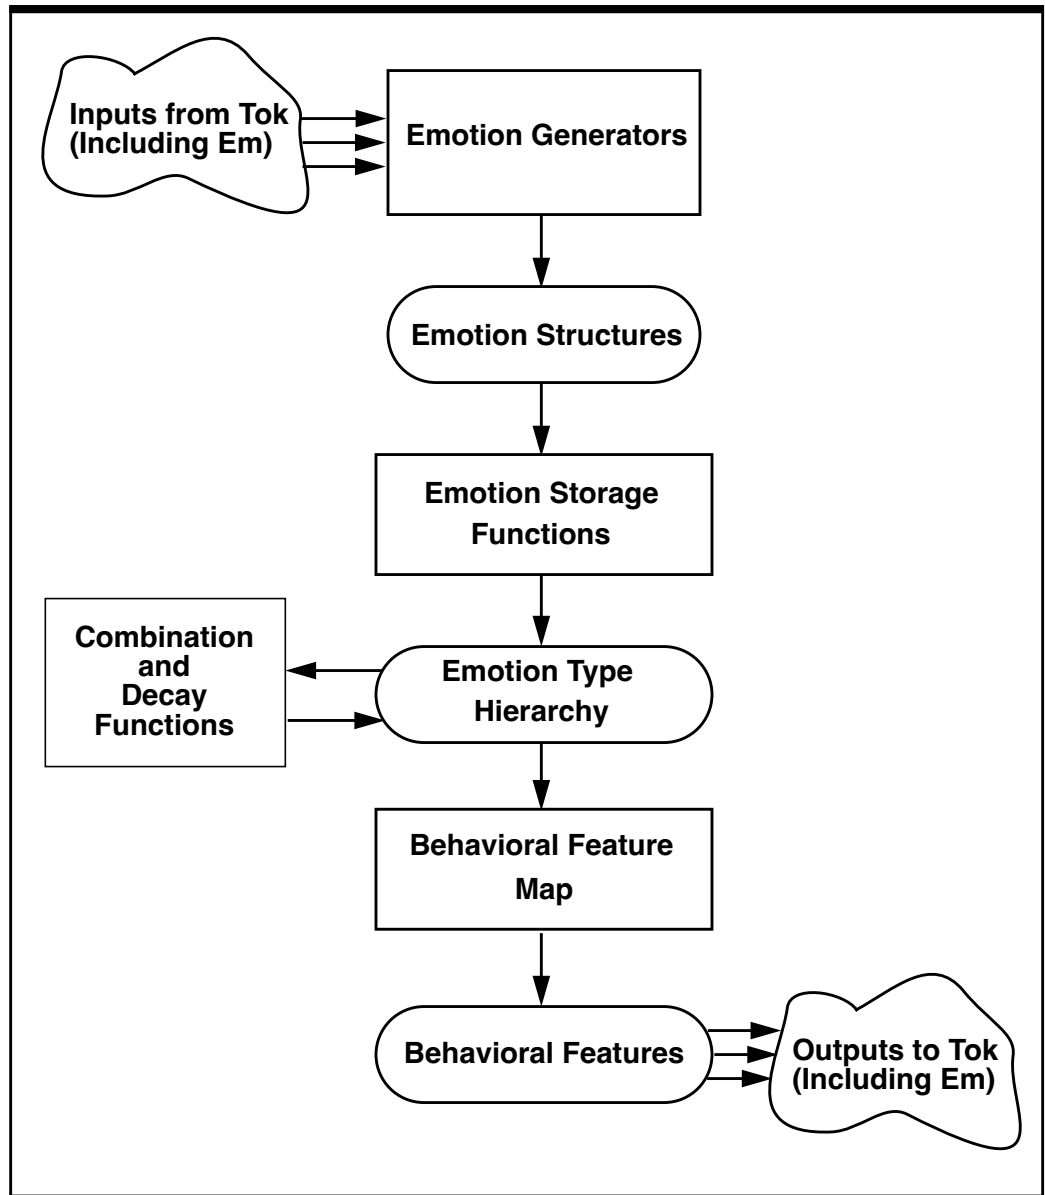 Inputs from Tok
(Including Em)
Emotion Generators
Emotion Structures
Emotion Storage
Functions
Combination
and
Decay
Functions
Emotion Type
Hierarchy
Behavioral Feature
Map
Behavioral Features
Outputs to Tok
(Including Em)